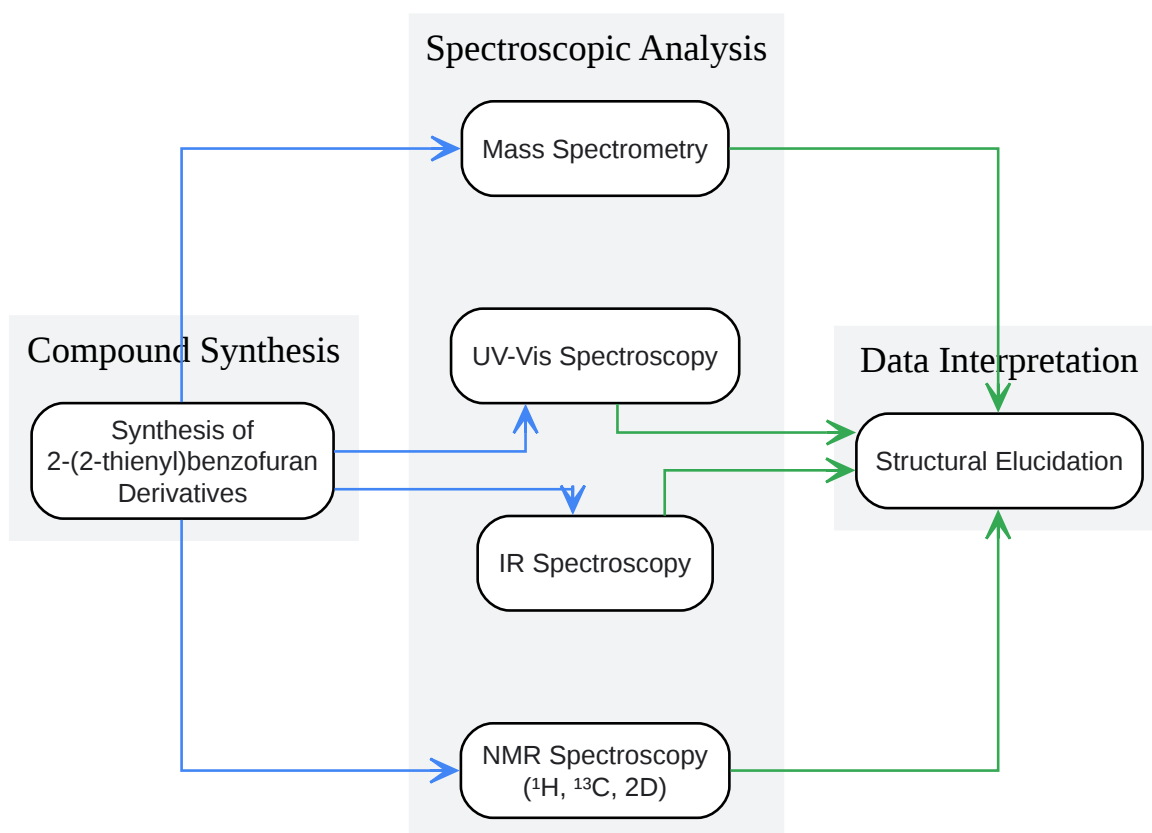 Spectroscopic Analysis
Mass Spectrometry
UV-Vis Spectroscopy
Compound Synthesis
Data Interpretation
Synthesis of
2-(2-thienyl)benzofuran
Derivatives
Structural Elucidation
IR Spectroscopy
NMR Spectroscopy
(¹H, ¹³C, 2D)